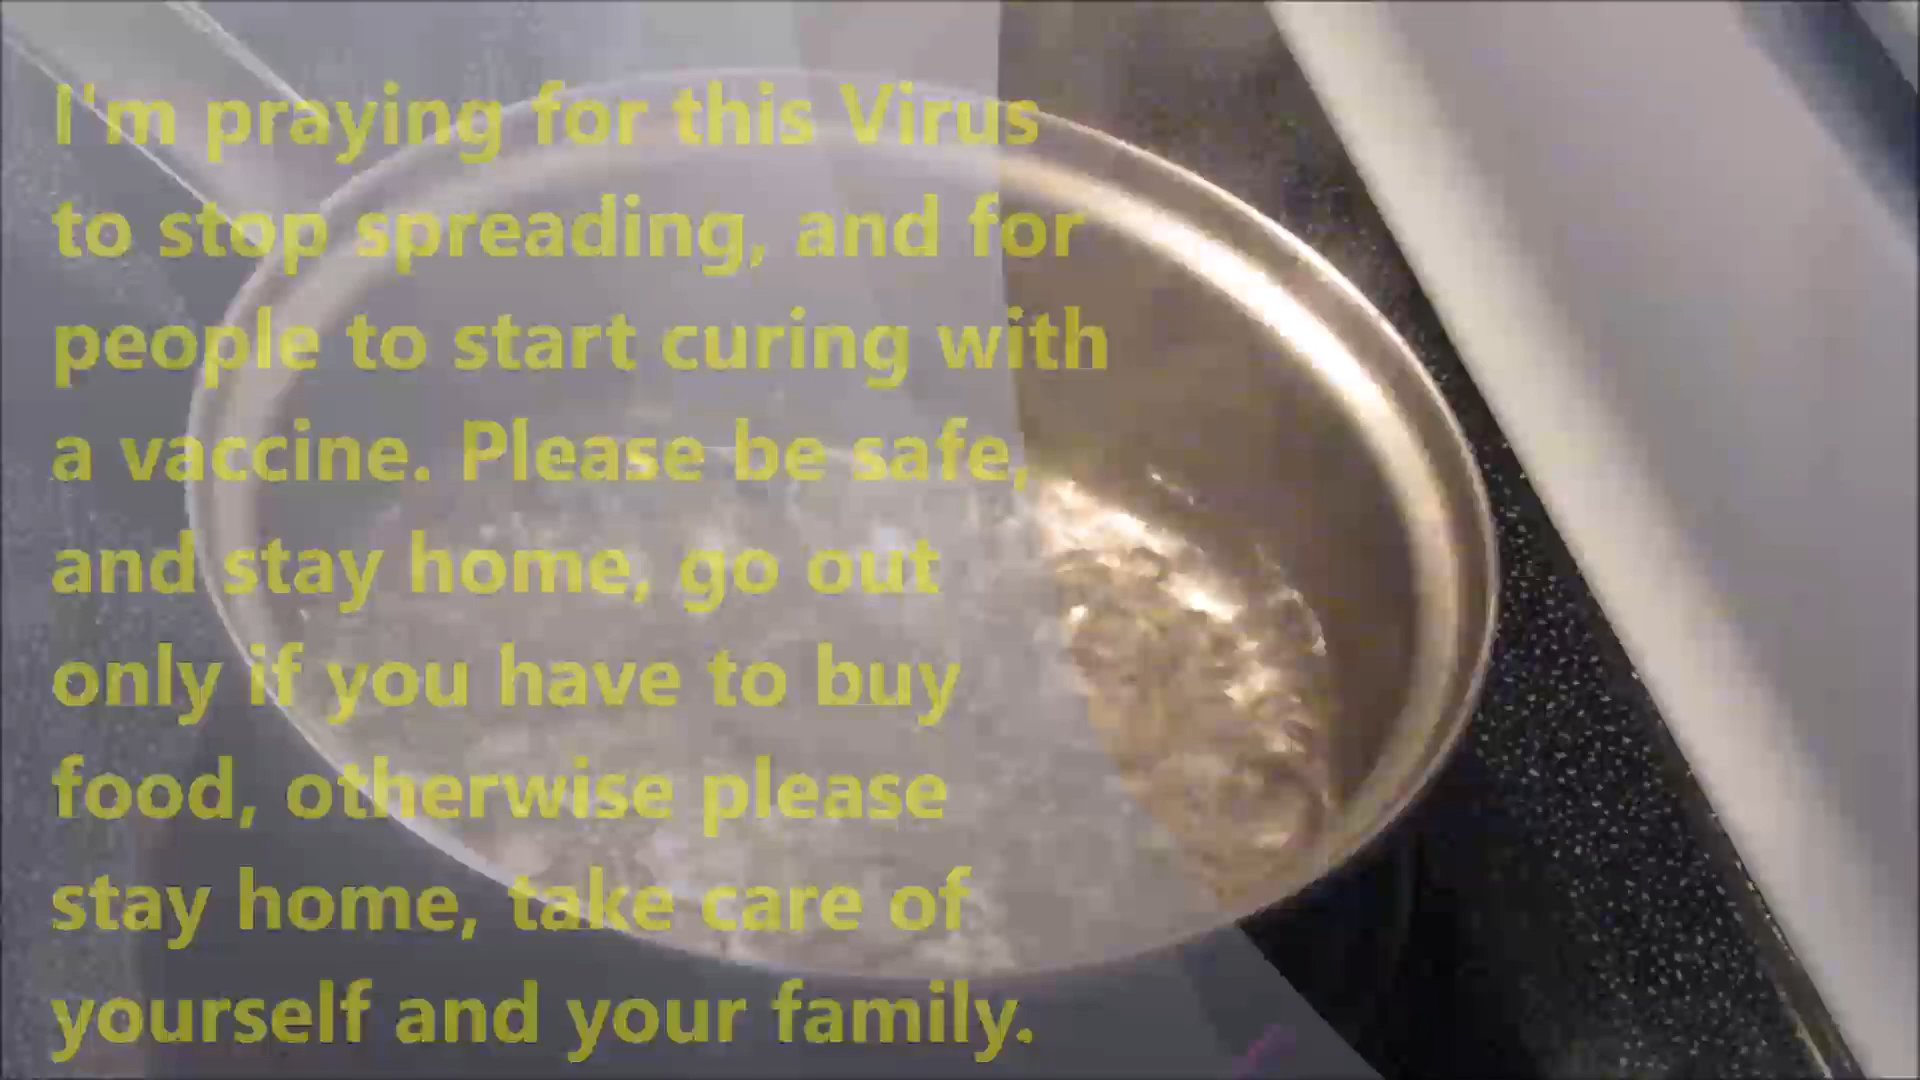 I'm praying for this Virus
to stop spreading, and for
people to start curing with
a vaccine. Please be safe,
and stay home, go out
only if you have to buy
food, otherwise please
stay home, take care of
yourself and your family.